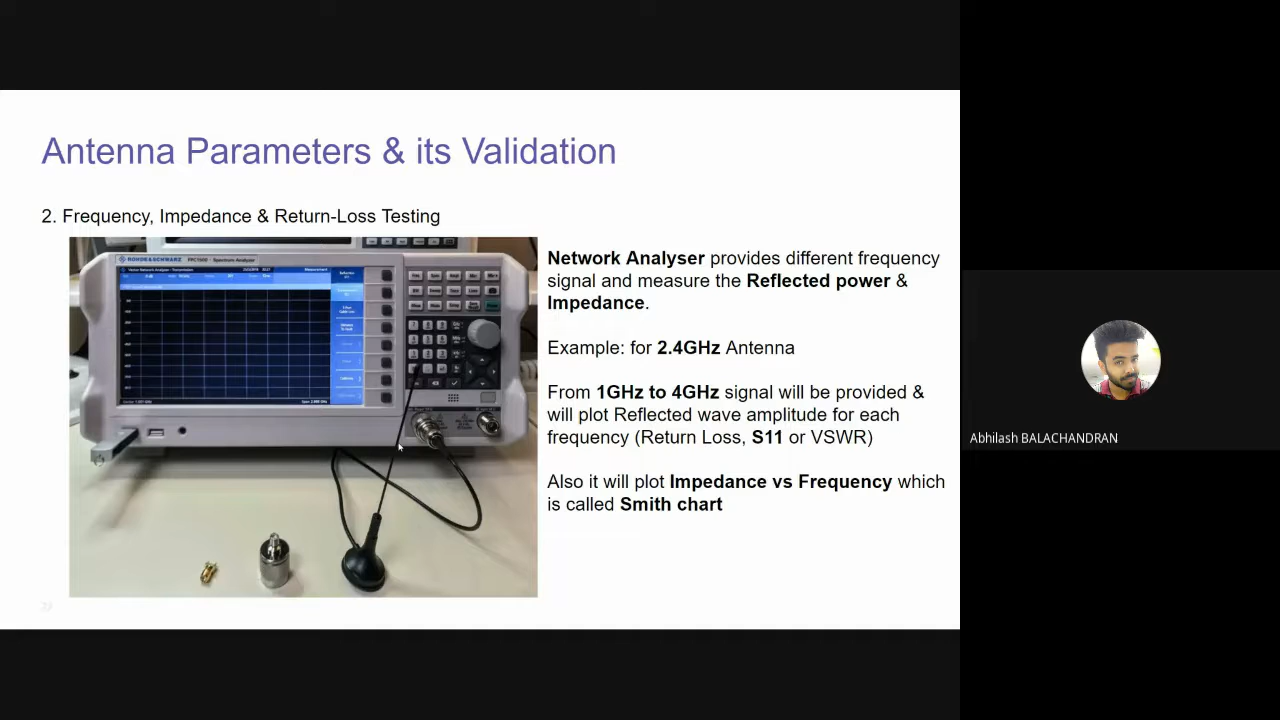 Antenna Parameters & its Validation
2. Frequency, Impedance & Return-Loss Testing
ROHDE&SCHWARZ FPC1500 · Spectrum Analyzer
Network Analyser provides different frequency
signal and measure the Reflected power &
Impedance.
Example: for 2.4GHz Antenna
From 1GHz to 4GHz signal will be provided &
will plot Reflected wave amplitude for each
frequency (Return Loss, S11 or VSWR)
Also it will plot Impedance vs Frequency which
is called Smith chart
Abhilash BALACHANDRAN